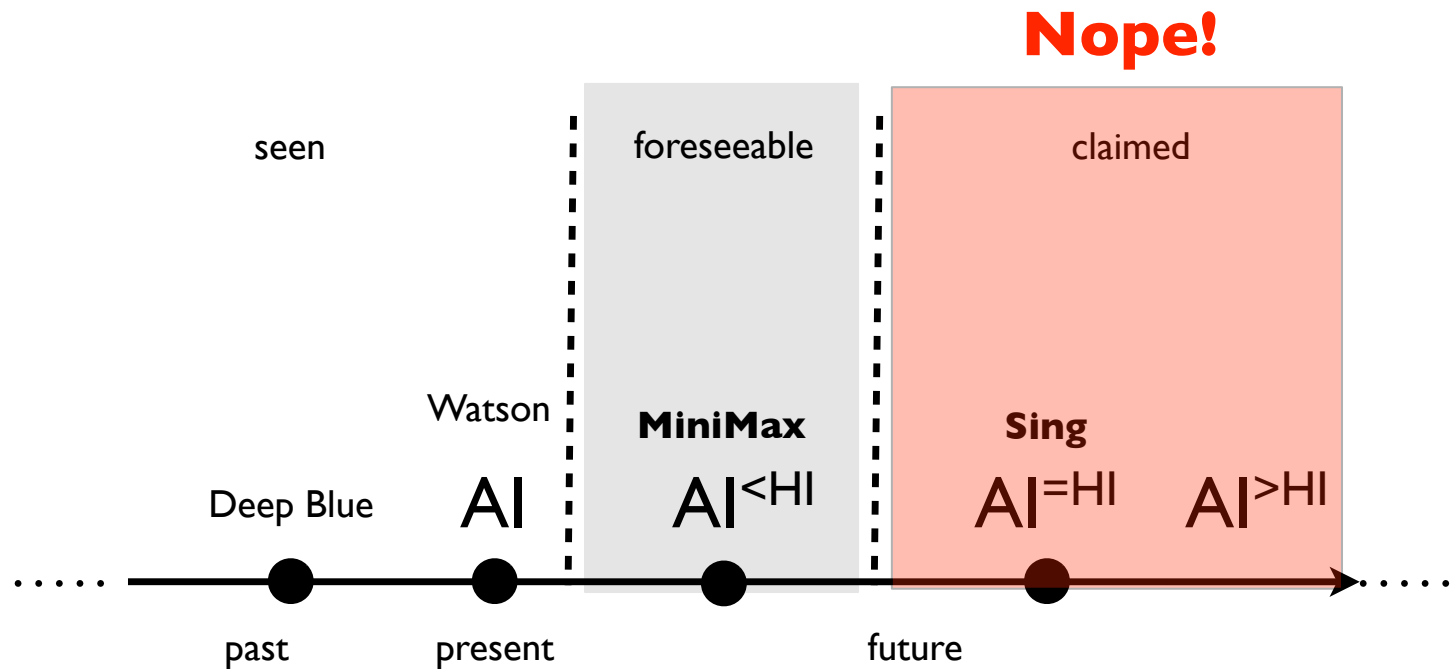 Nope!
seen
foreseeable
claimed
Watson
MiniMax
Sing
Deep Blue
AI
AI<HI
AI=HI
AI>HI
past
present
future